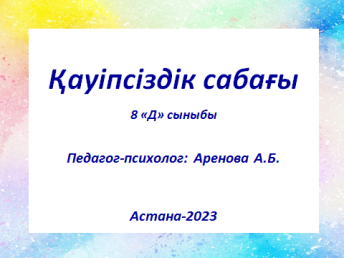 Қауіпсіздік сабағы
8 «Д» сыныбы
Педагог-психолог: Аренова А.Б.
Астана-2023